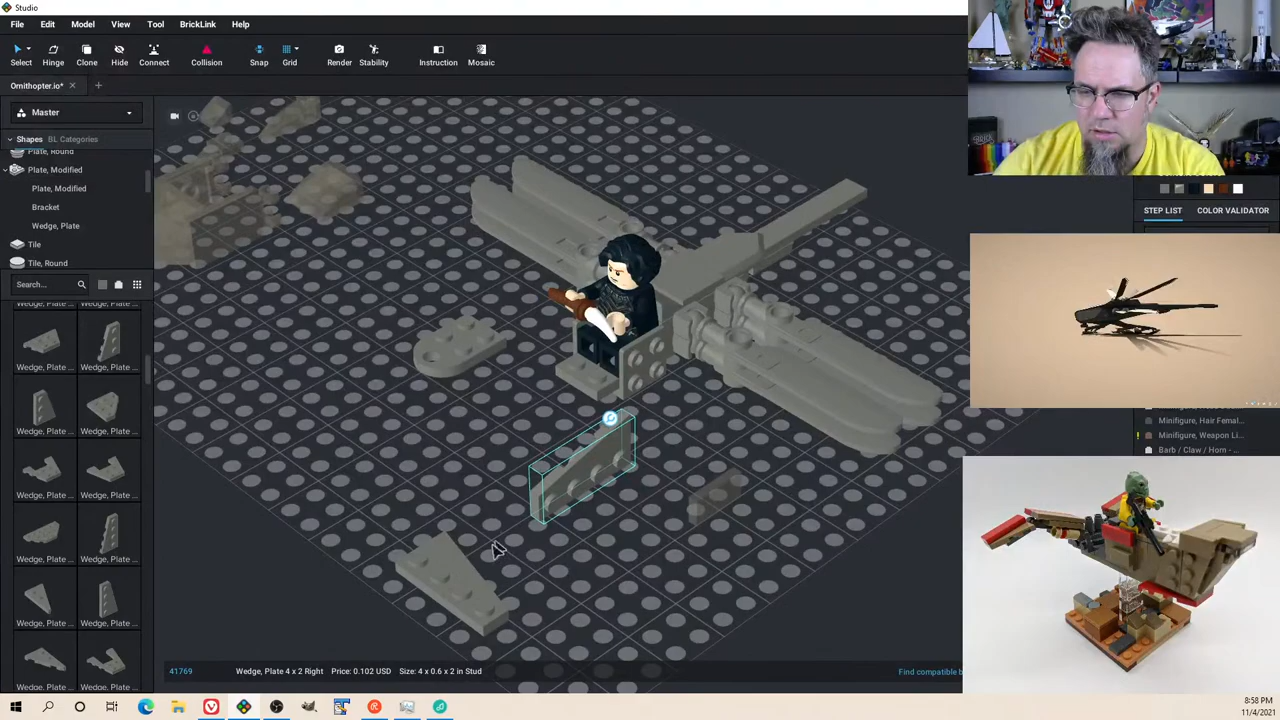 Studio
File Edit Model View Tool BrickLink Help
Select Hinge Clone Hide Connect Collision Snap Grid Render Stability Instruction Mosaic
Ornithopter.io* × +
Master
Shapes BL Categories
Plate, Round
Plate, Modified
Plate, Modified
Bracket
Wedge, Plate
Tile
Tile, Round
Search...
Wedge, Plate ... Wedge, Plate ...
Wedge, Plate ... Wedge, Plate ...
Wedge, Plate ... Wedge, Plate ...
Wedge, Plate ... Wedge, Plate ...
Wedge, Plate ... Wedge, Plate ...
Wedge, Plate ... Wedge, Plate ...
Wedge, Plate ... Wedge, Plate ...
STEP LIST COLOR VALIDATOR
Minifigure, Hair Femal...
Minifigure, Weapon Li...
Barb / Claw / Horn - ...
41769 Wedge, Plate 4 x 2 Right Price: 0.102 USD Size: 4 x 0.6 x 2 in Stud
Find compatible b
8:58 PM
11/4/2021